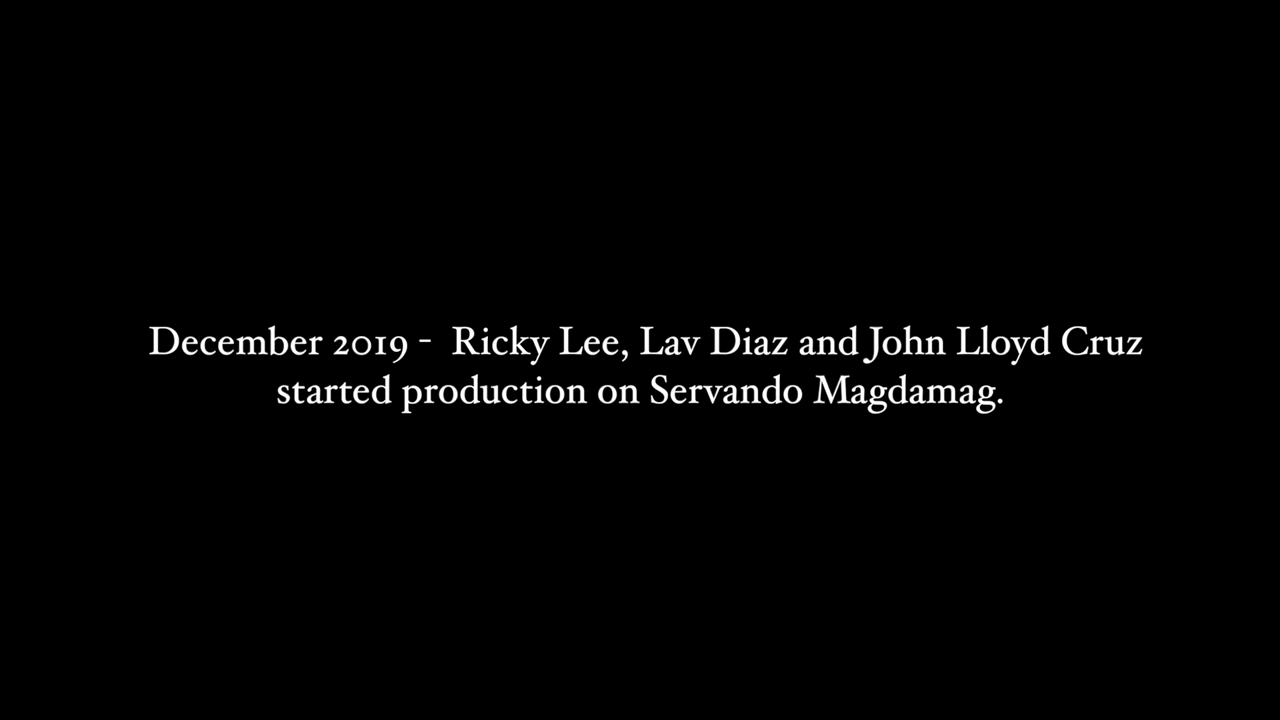 December 2019 -  Ricky Lee, Lav Diaz and John Lloyd Cruz
started production on Servando Magdamag.